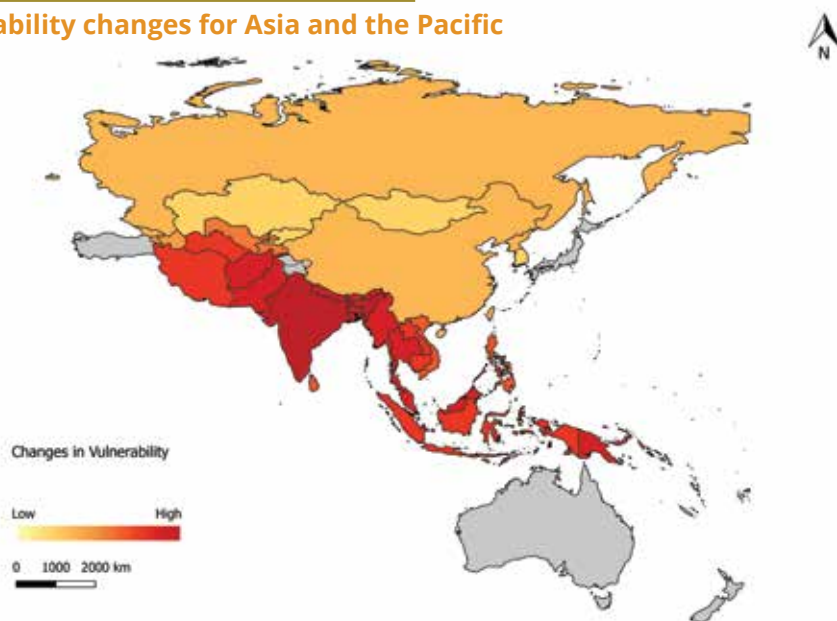 ability changes for Asia and the Pacific
N
Changes in Vulnerability
Low High
0 1000 2000 km